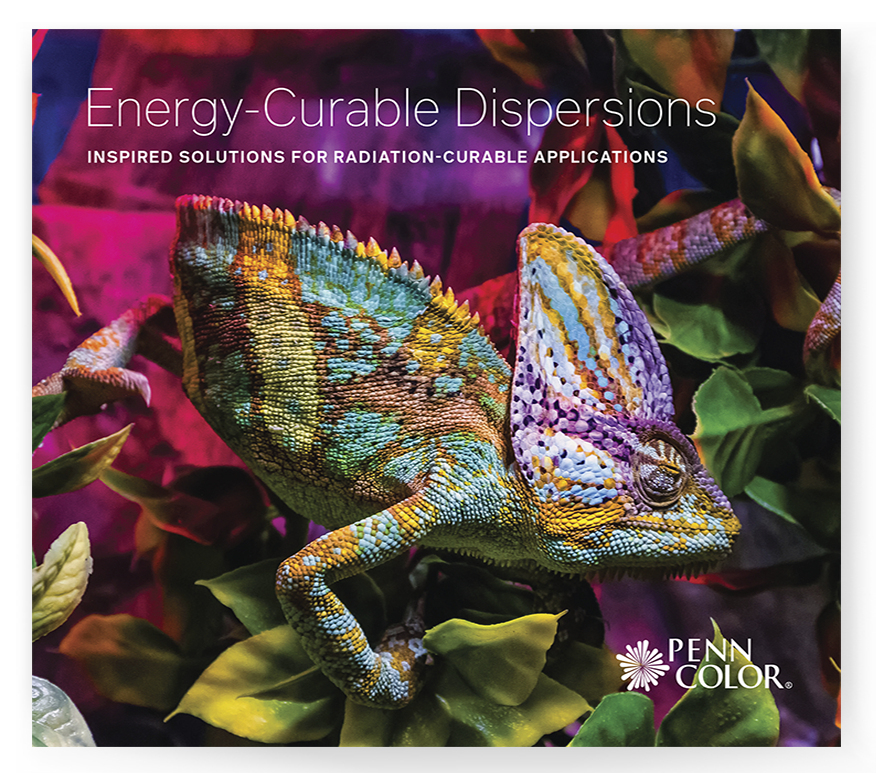 Energy-Curable Dispersions
INSPIRED SOLUTIONS FOR RADIATION-CURABLE APPLICATIONS
PENN
COLOR®